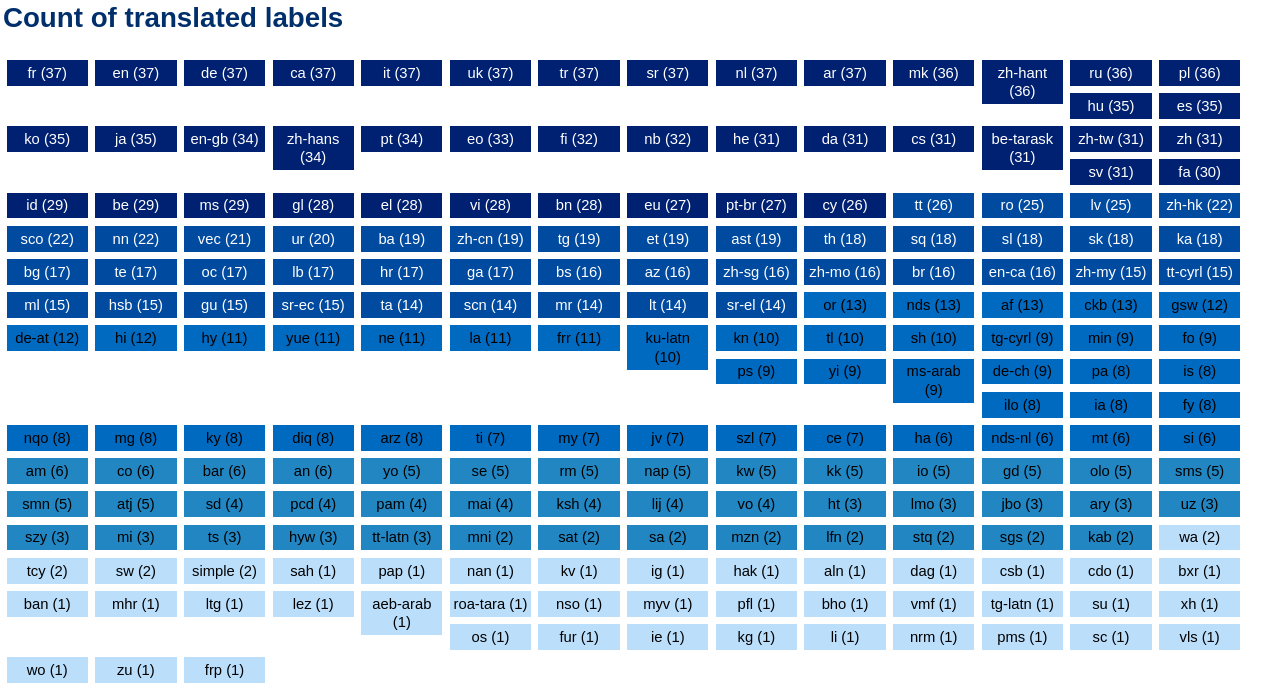 Count of translated labels
fr (37)
en (37)
de (37)
ca (37)
it (37)
uk (37)
tr (37)
sr (37)
nl (37)
ar (37)
mk (36)
zh-hant
(36)
ru (36)
pl (36)
hu (35)
es (35)
ko (35)
ja (35)
en-gb (34)
zh-hans
(34)
pt (34)
eo (33)
fi (32)
nb (32)
he (31)
da (31)
cs (31)
be-tarask
(31)
zh-tw (31)
zh (31)
sv (31)
fa (30)
id (29)
be (29)
ms (29)
gl (28)
el (28)
vi (28)
bn (28)
eu (27)
pt-br (27)
cy (26)
tt (26)
ro (25)
lv (25)
zh-hk (22)
sco (22)
nn (22)
vec (21)
ur (20)
ba (19)
zh-cn (19)
tg (19)
et (19)
ast (19)
th (18)
sq (18)
sl (18)
sk (18)
ka (18)
bg (17)
te (17)
oc (17)
lb (17)
hr (17)
ga (17)
bs (16)
az (16)
zh-sg (16)
zh-mo (16)
br (16)
en-ca (16)
zh-my (15)
tt-cyrl (15)
ml (15)
hsb (15)
gu (15)
sr-ec (15)
ta (14)
scn (14)
mr (14)
lt (14)
sr-el (14)
or (13)
nds (13)
af (13)
ckb (13)
gsw (12)
de-at (12)
hi (12)
hy (11)
yue (11)
ne (11)
la (11)
frr (11)
ku-latn
(10)
kn (10)
tl (10)
sh (10)
tg-cyrl (9)
min (9)
fo (9)
ps (9)
yi (9)
ms-arab
(9)
de-ch (9)
pa (8)
is (8)
ilo (8)
ia (8)
fy (8)
nqo (8)
mg (8)
ky (8)
diq (8)
arz (8)
ti (7)
my (7)
jv (7)
szl (7)
ce (7)
ha (6)
nds-nl (6)
mt (6)
si (6)
am (6)
co (6)
bar (6)
an (6)
yo (5)
se (5)
rm (5)
nap (5)
kw (5)
kk (5)
io (5)
gd (5)
olo (5)
sms (5)
smn (5)
atj (5)
sd (4)
pcd (4)
pam (4)
mai (4)
ksh (4)
lij (4)
vo (4)
ht (3)
lmo (3)
jbo (3)
ary (3)
uz (3)
szy (3)
mi (3)
ts (3)
hyw (3)
tt-latn (3)
mni (2)
sat (2)
sa (2)
mzn (2)
lfn (2)
stq (2)
sgs (2)
kab (2)
wa (2)
tcy (2)
sw (2)
simple (2)
sah (1)
pap (1)
nan (1)
kv (1)
ig (1)
hak (1)
aln (1)
dag (1)
csb (1)
cdo (1)
bxr (1)
ban (1)
mhr (1)
ltg (1)
lez (1)
aeb-arab
(1)
roa-tara (1)
nso (1)
myv (1)
pfl (1)
bho (1)
vmf (1)
tg-latn (1)
su (1)
xh (1)
os (1)
fur (1)
ie (1)
kg (1)
li (1)
nrm (1)
pms (1)
sc (1)
vls (1)
wo (1)
zu (1)
frp (1)